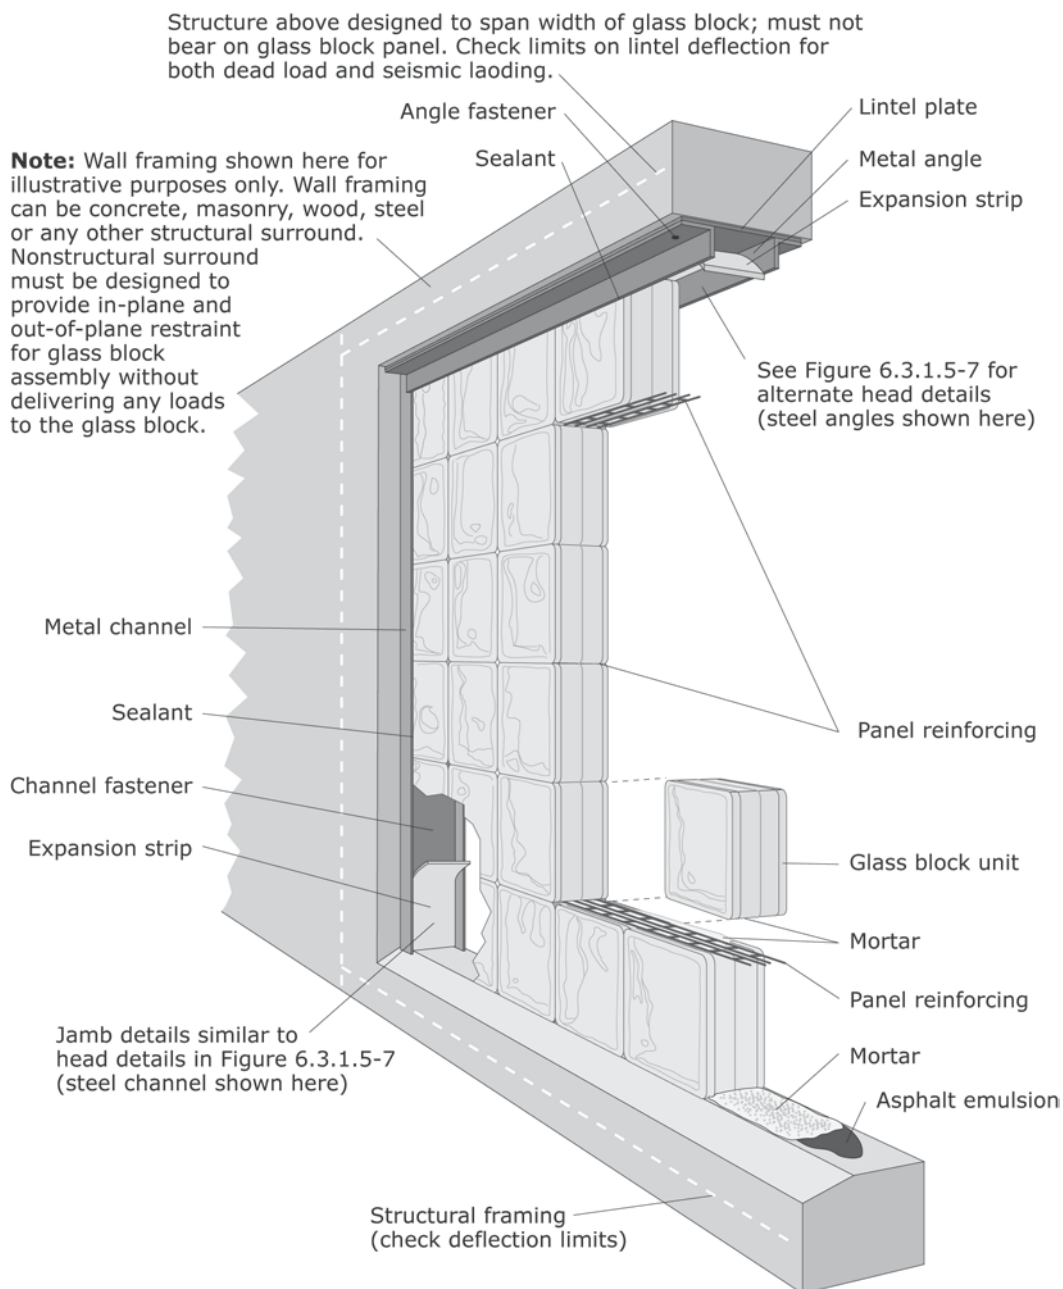 Structure above designed to span width of glass block; must not
bear on glass block panel. Check limits on lintel deflection for
both dead load and seismic laoding.
Angle fastener
Lintel plate
Sealant
Metal angle
Expansion strip
Note: Wall framing shown here for
illustrative purposes only. Wall framing
can be concrete, masonry, wood, steel
or any other structural surround.
Nonstructural surround
must be designed to
provide in-plane and
out-of-plane restraint
for glass block
assembly without
delivering any loads
to the glass block.
See Figure 6.3.1.5-7 for
alternate head details
(steel angles shown here)
Metal channel
Sealant
Panel reinforcing
Channel fastener
Expansion strip
Glass block unit
Mortar
Panel reinforcing
Jamb details similar to
head details in Figure 6.3.1.5-7
(steel channel shown here)
Mortar
Asphalt emulsion
Structural framing
(check deflection limits)